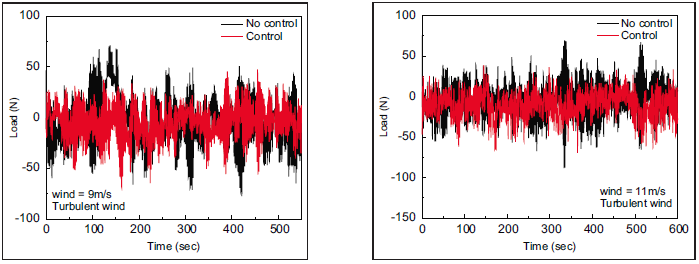 100
50
0
-50
-100
Load (N)
No control
Control
wind = 9m/s
Turbulent wind
0 100 200 300 400 500
Time (sec)
100
50
0
-50
-100
-150
Load (N)
No control
Control
wind = 11m/s
Turbulent wind
0 100 200 300 400 500 600
Time (sec)